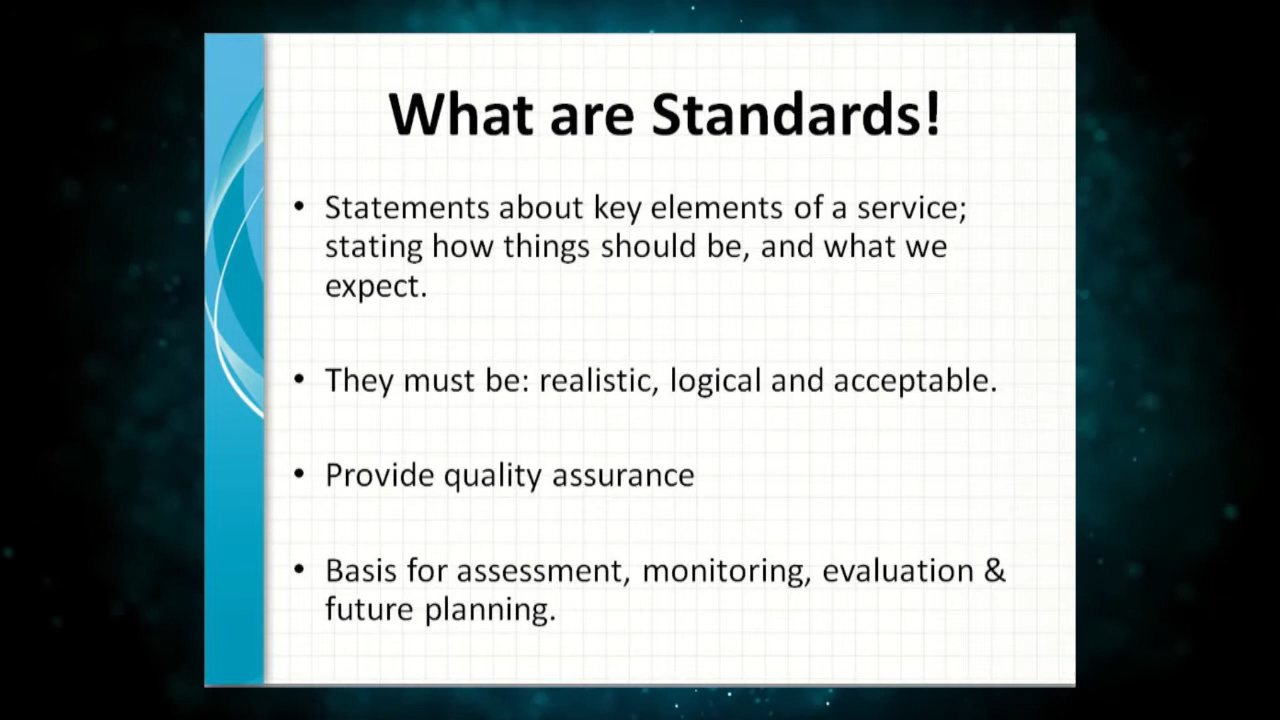 What are Standards!
• Statements about key elements of a service;
stating how things should be, and what we
expect.
• They must be: realistic, logical and acceptable.
• Provide quality assurance
• Basis for assessment, monitoring, evaluation &
future planning.